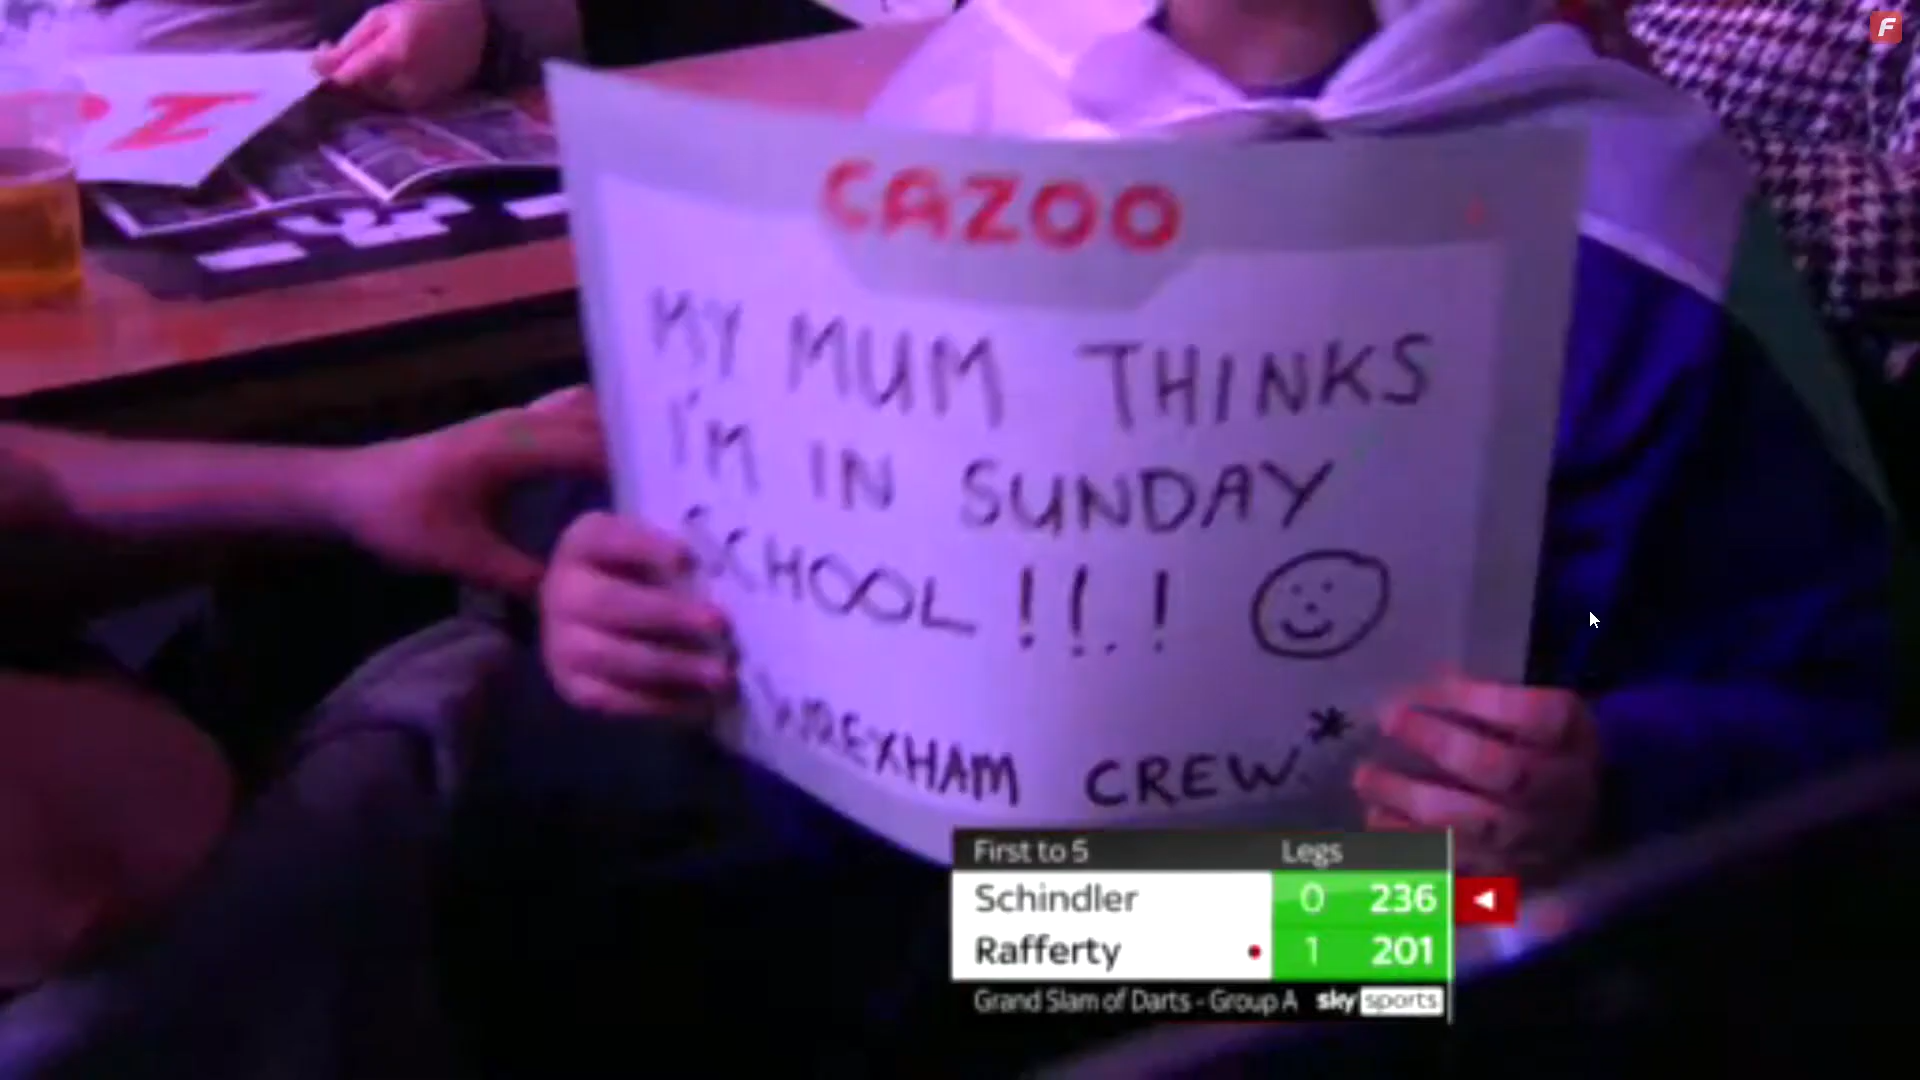 CAZOO
MY MUM THINKS
I'M IN SUNDAY
SCHOOL !!.!
WREXHAM CREW.*
First to 5 Legs
Schindler 0 236
Rafferty 1 201
Grand Slam of Darts - Group A sky sports
F